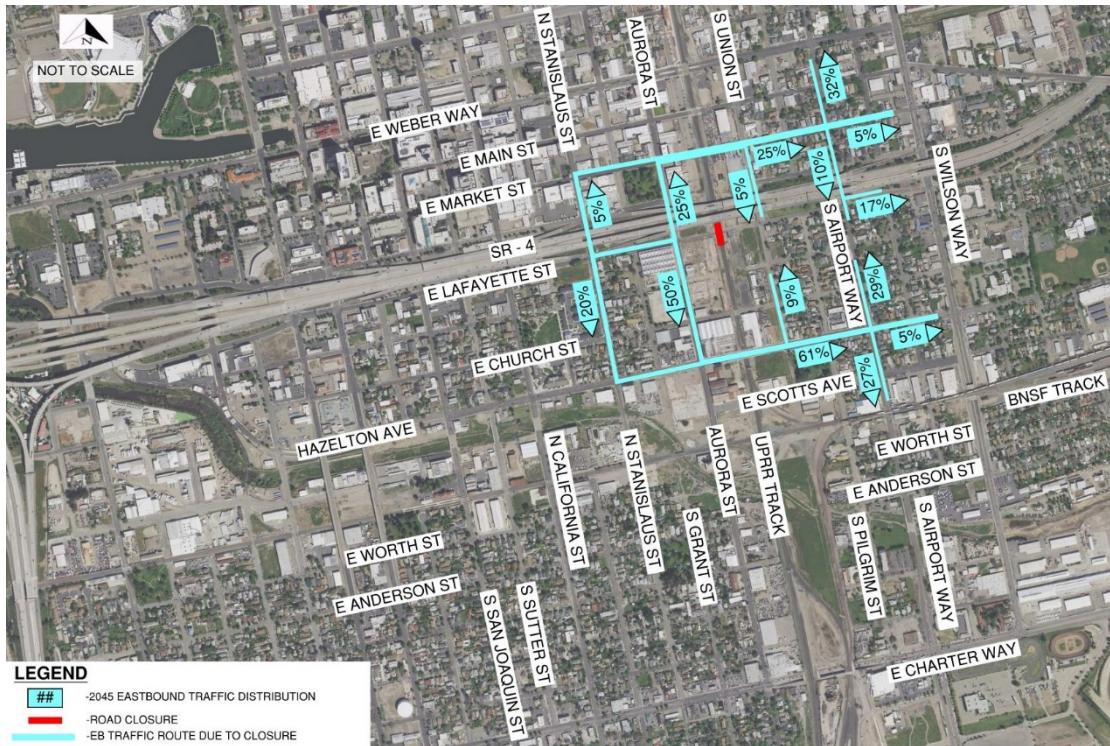 N
NOT TO SCALE
N STANISLAUS ST
AURORA ST
S UNION ST
E WEBER WAY
E MAIN ST
E MARKET ST
SR - 4
E LAFAYETTE ST
E CHURCH ST
HAZELTON AVE
32%
5%
25%
10%
5%
25%
5%
17%
S WILSON WAY
S AIRPORT WAY
20%
50%
9%
29%
61%
5%
27%
E SCOTTS AVE
BNSF TRACK
E WORTH ST
E ANDERSON ST
N CALIFORNIA ST
N STANISLAUS ST
S GRANT ST
AURORA ST
UPRR TRACK
S PILGRIM ST
S AIRPORT WAY
E WORTH ST
E ANDERSON ST
S SAN JOAQUIN ST
S SUTTER ST
E CHARTER WAY
LEGEND
## -2045 EASTBOUND TRAFFIC DISTRIBUTION
-ROAD CLOSURE
-EB TRAFFIC ROUTE DUE TO CLOSURE